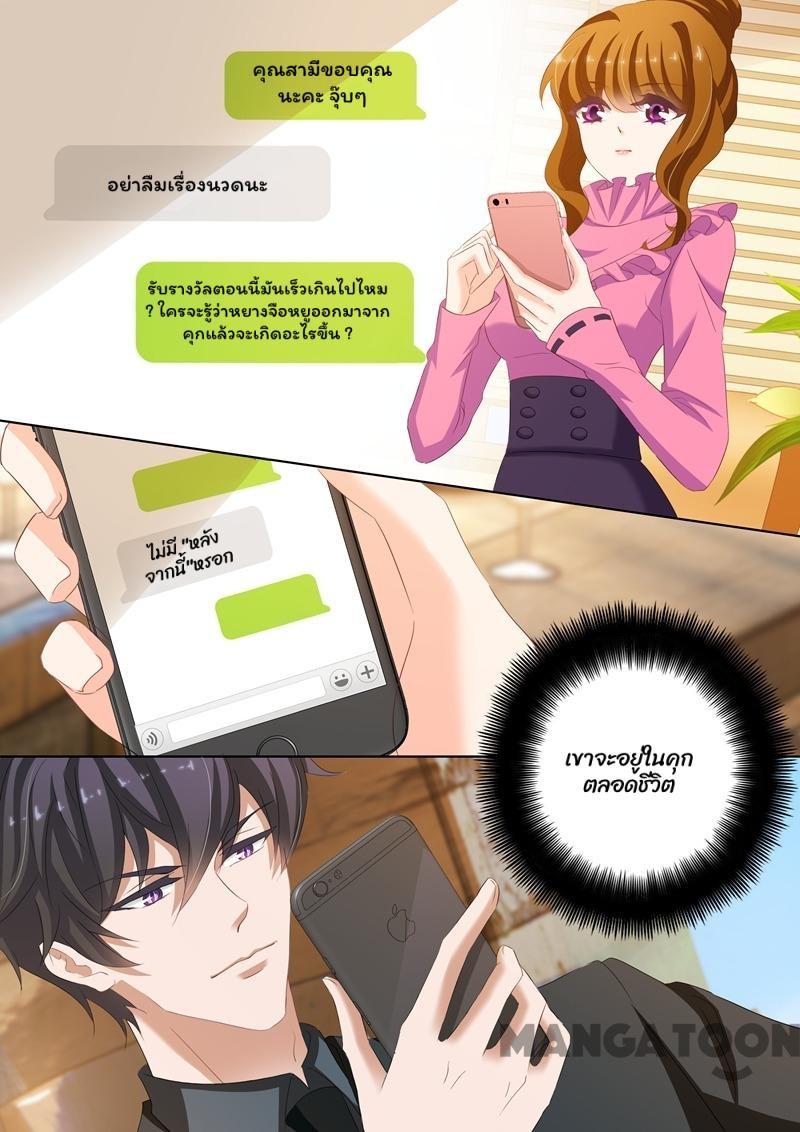 คุณสามีขอบคุณ
นะคะ จุ๊บๆ
อย่าลืมเรื่องนวดนะ
รับรางวัลตอนนี้มันเร็วเกินไปไหม
? ใครจะรู้ว่าหยางจือหยูออกมาจาก
คุกแล้วจะเกิดอะไรขึ้น ?
ไม่มี "หลัง
จากนี้"หรอก
เขาจะอยู่ในคุก
ตลอดชีวิต
MANGATOON